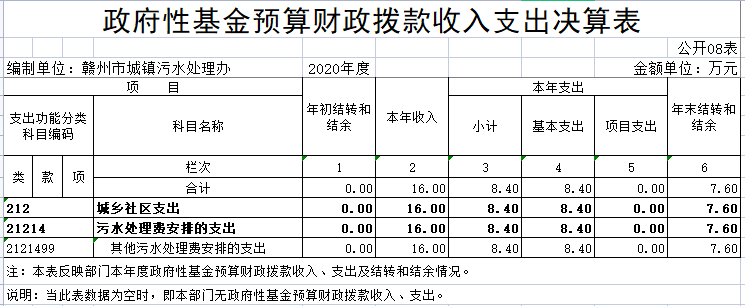 政府性基金预算财政拨款收入支出决算表
公开08表
编制单位：赣州市城镇污水处理办 2020年度 金额单位：万元
项 目 年初结转和结余 本年收入 本年支出 年末结转和结余
支出功能分类科目编码 科目名称 小计 基本支出 项目支出
类 款 项 栏次 1 2 3 4 5 6
合计 0.00 16.00 8.40 8.40 0.00 7.60
212 城乡社区支出 0.00 16.00 8.40 8.40 0.00 7.60
21214 污水处理费安排的支出 0.00 16.00 8.40 8.40 0.00 7.60
2121499 其他污水处理费安排的支出 0.00 16.00 8.40 8.40 0.00 7.60
注：本表反映部门本年度政府性基金预算财政拨款收入、支出及结转和结余情况。
说明：当此表数据为空时，即本部门无政府性基金预算财政拨款收入、支出。